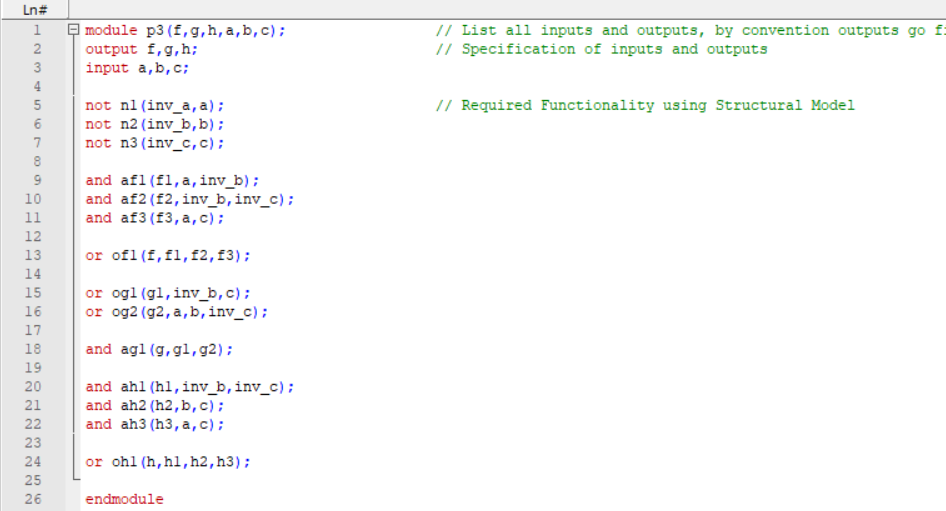 Ln#
1 module p3(f,g,h,a,b,c); // List all inputs and outputs, by convention outputs go
2 output f,g,h; // Specification of inputs and outputs
3 input a,b,c;
4
5 not n1(inv_a,a); // Required Functionality using Structural Model
6 not n2(inv_b,b);
7 not n3(inv_c,c);
8
9 and af1(f1,a,inv_b);
10 and af2(f2,inv_b,inv_c);
11 and af3(f3,a,c);
12
13 or of1(f,f1,f2,f3);
14
15 or og1(g1,inv_b,c);
16 or og2(g2,a,b,inv_c);
17
18 and ag1(g,g1,g2);
19
20 and ah1(h1,inv_b,inv_c);
21 and ah2(h2,b,c);
22 and ah3(h3,a,c);
23
24 or oh1(h,h1,h2,h3);
25
26 endmodule